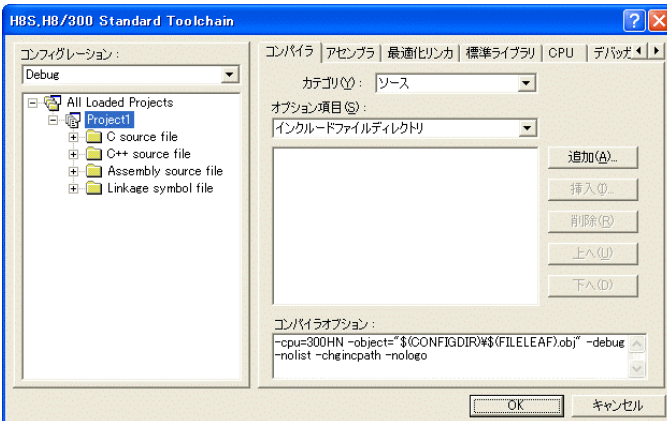 H8S,H8/300 Standard Toolchain
コンフィグレーション :
Debug
All Loaded Projects
Project1
C source file
C++ source file
Assembly source file
Linkage symbol file
コンパイラ アセンブラ 最適化リンカ 標準ライブラリ CPU デバッガ
カテゴリ(Y) : ソース
オプション項目(S) :
インクルードファイルディレクトリ
追加(A)...
挿入(I)...
削除(R)
上へ(U)
下へ(D)
コンパイラオプション :
-cpu=300HN -object="$(CONFIGDIR)¥$(FILELEAF).obj" -debug
-nolist -chgincpath -nologo
OK キャンセル